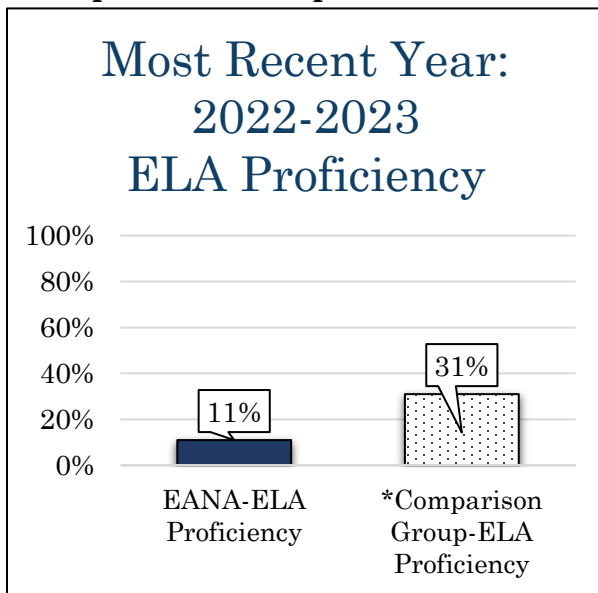 Most Recent Year:
2022-2023
ELA Proficiency
100%
80%
60%
40%
20%
0%
11%
31%
EANA-ELA
Proficiency
*Comparison
Group-ELA
Proficiency